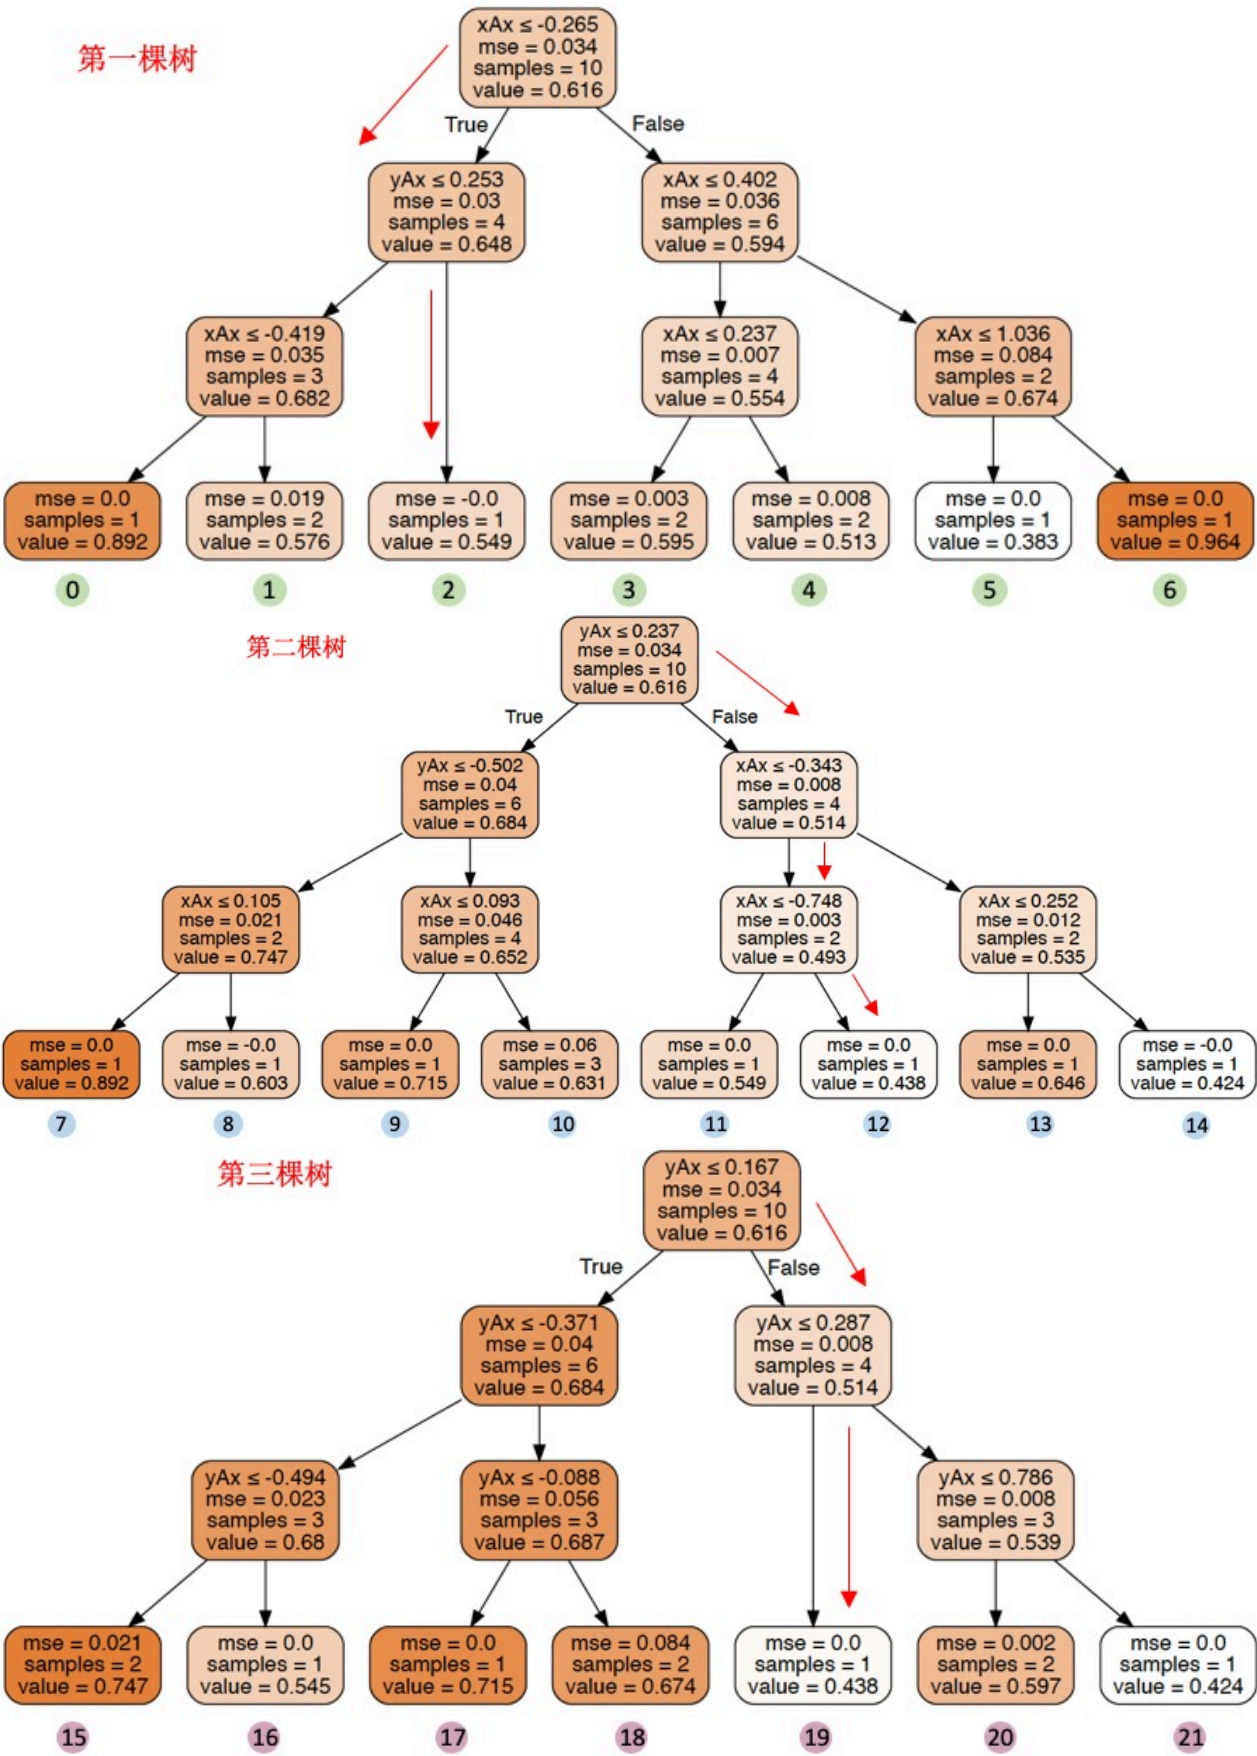 第一棵树
xAx ≤ -0.265
mse = 0.034
samples = 10
value = 0.616
True
False
yAx ≤ 0.253
mse = 0.03
samples = 4
value = 0.648
xAx ≤ 0.402
mse = 0.036
samples = 6
value = 0.594
xAx ≤ -0.419
mse = 0.035
samples = 3
value = 0.682
xAx ≤ 0.237
mse = 0.007
samples = 4
value = 0.554
xAx ≤ 1.036
mse = 0.084
samples = 2
value = 0.674
mse = 0.0
samples = 1
value = 0.892
mse = 0.019
samples = 2
value = 0.576
mse = -0.0
samples = 1
value = 0.549
mse = 0.003
samples = 2
value = 0.595
mse = 0.008
samples = 2
value = 0.513
mse = 0.0
samples = 1
value = 0.383
mse = 0.0
samples = 1
value = 0.964
0
1
2
3
4
5
6
第二棵树
yAx ≤ 0.237
mse = 0.034
samples = 10
value = 0.616
True
False
yAx ≤ -0.502
mse = 0.04
samples = 6
value = 0.684
xAx ≤ -0.343
mse = 0.008
samples = 4
value = 0.514
xAx ≤ 0.105
mse = 0.021
samples = 2
value = 0.747
xAx ≤ 0.093
mse = 0.046
samples = 4
value = 0.652
xAx ≤ -0.748
mse = 0.003
samples = 2
value = 0.493
xAx ≤ 0.252
mse = 0.012
samples = 2
value = 0.535
mse = 0.0
samples = 1
value = 0.892
mse = -0.0
samples = 1
value = 0.603
mse = 0.0
samples = 1
value = 0.715
mse = 0.06
samples = 3
value = 0.631
mse = 0.0
samples = 1
value = 0.549
mse = 0.0
samples = 1
value = 0.438
mse = 0.0
samples = 1
value = 0.646
mse = -0.0
samples = 1
value = 0.424
7
8
9
10
11
12
13
14
第三棵树
yAx ≤ 0.167
mse = 0.034
samples = 10
value = 0.616
True
False
yAx ≤ -0.371
mse = 0.04
samples = 6
value = 0.684
yAx ≤ 0.287
mse = 0.008
samples = 4
value = 0.514
yAx ≤ -0.494
mse = 0.023
samples = 3
value = 0.68
yAx ≤ -0.088
mse = 0.056
samples = 3
value = 0.687
yAx ≤ 0.786
mse = 0.008
samples = 3
value = 0.539
mse = 0.021
samples = 2
value = 0.747
mse = 0.0
samples = 1
value = 0.545
mse = 0.0
samples = 1
value = 0.715
mse = 0.084
samples = 2
value = 0.674
mse = 0.0
samples = 1
value = 0.438
mse = 0.002
samples = 2
value = 0.597
mse = 0.0
samples = 1
value = 0.424
15
16
17
18
19
20
21